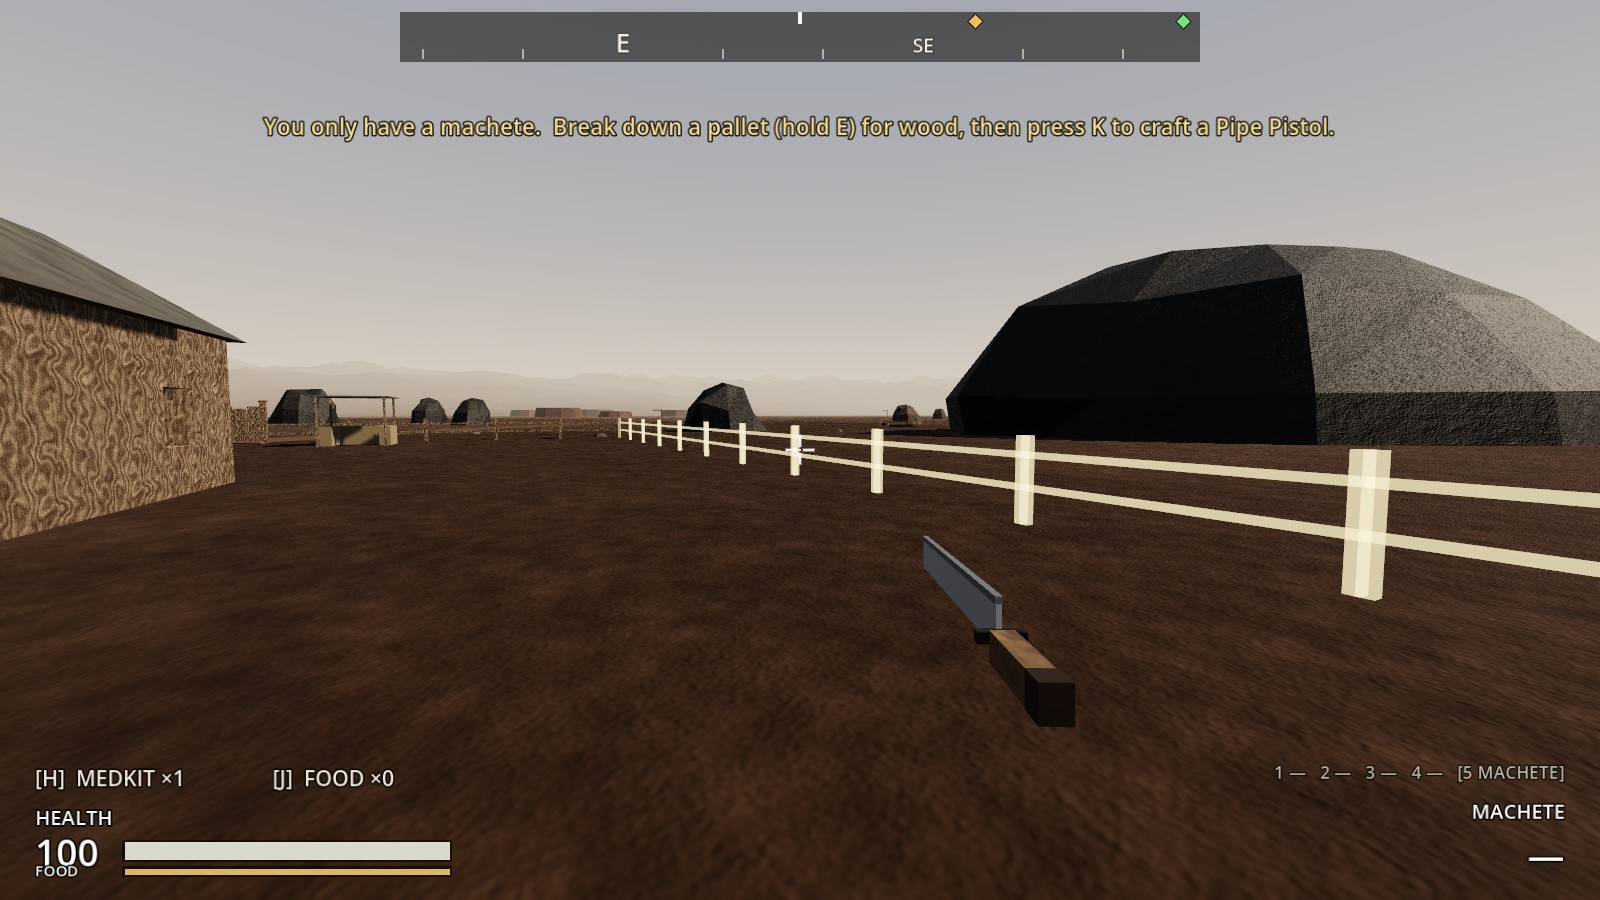 E
SE
You only have a machete. Break down a pallet (hold E) for wood, then press K to craft a Pipe Pistol.
[H] MEDKIT ×1 [J] FOOD ×0
1 — 2 — 3 — 4 — [5 MACHETE]
HEALTH
MACHETE
100
FOOD
—